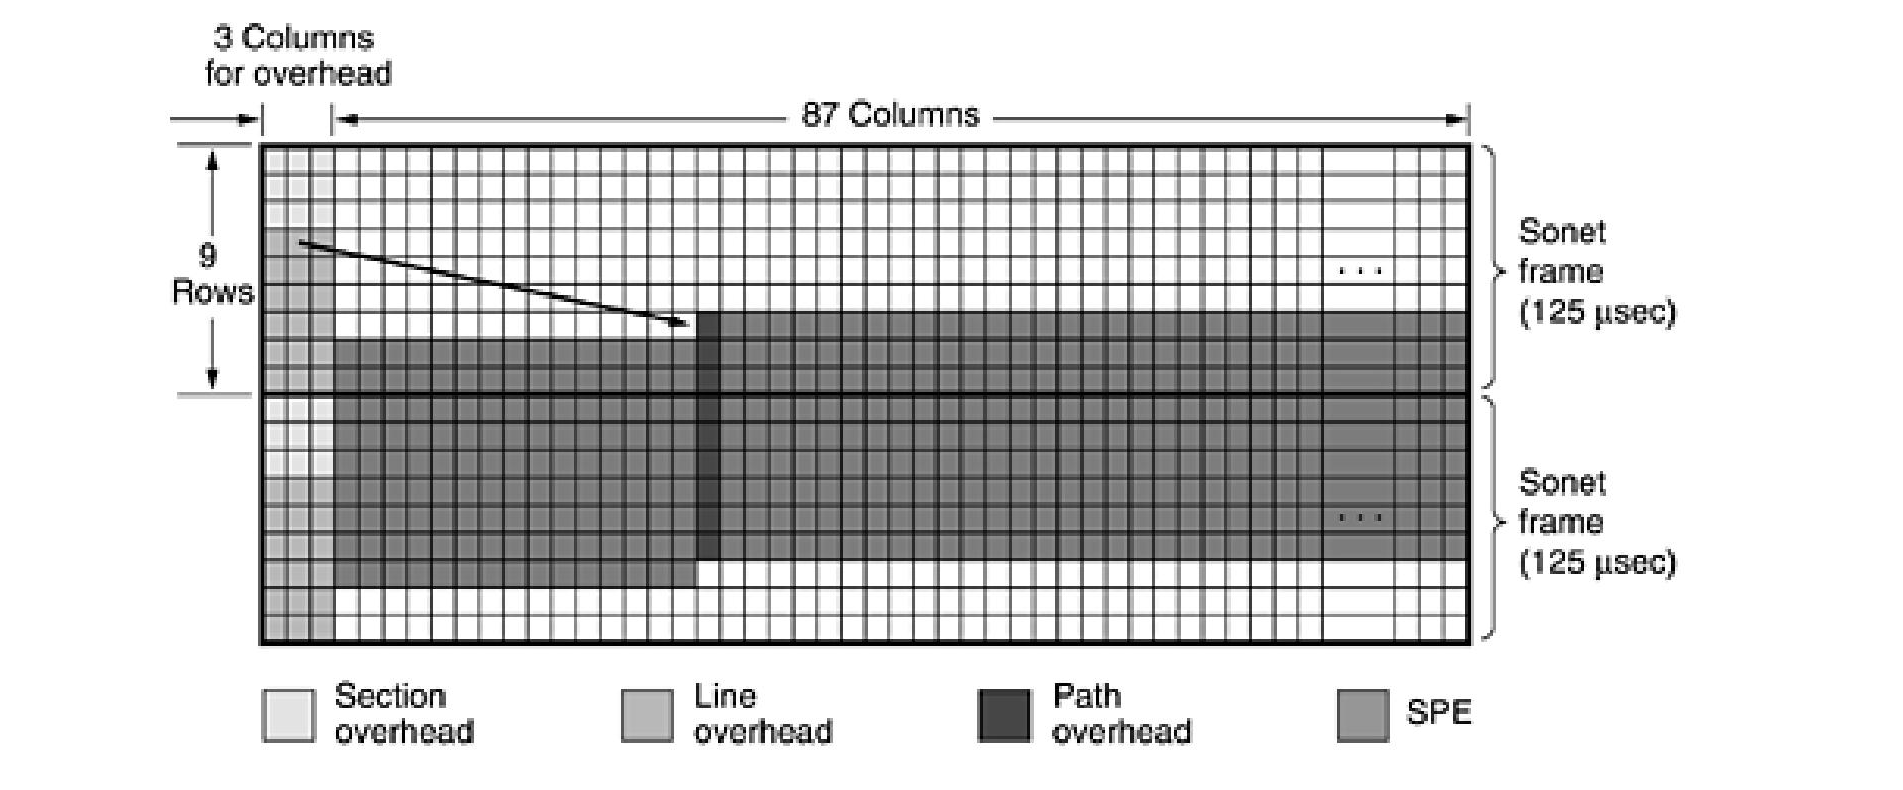 3 Columns
for overhead
87 Columns
9
Rows
. . .
Sonet
frame
(125 μsec)
. . .
Sonet
frame
(125 μsec)
Section
overhead
Line
overhead
Path
overhead
SPE